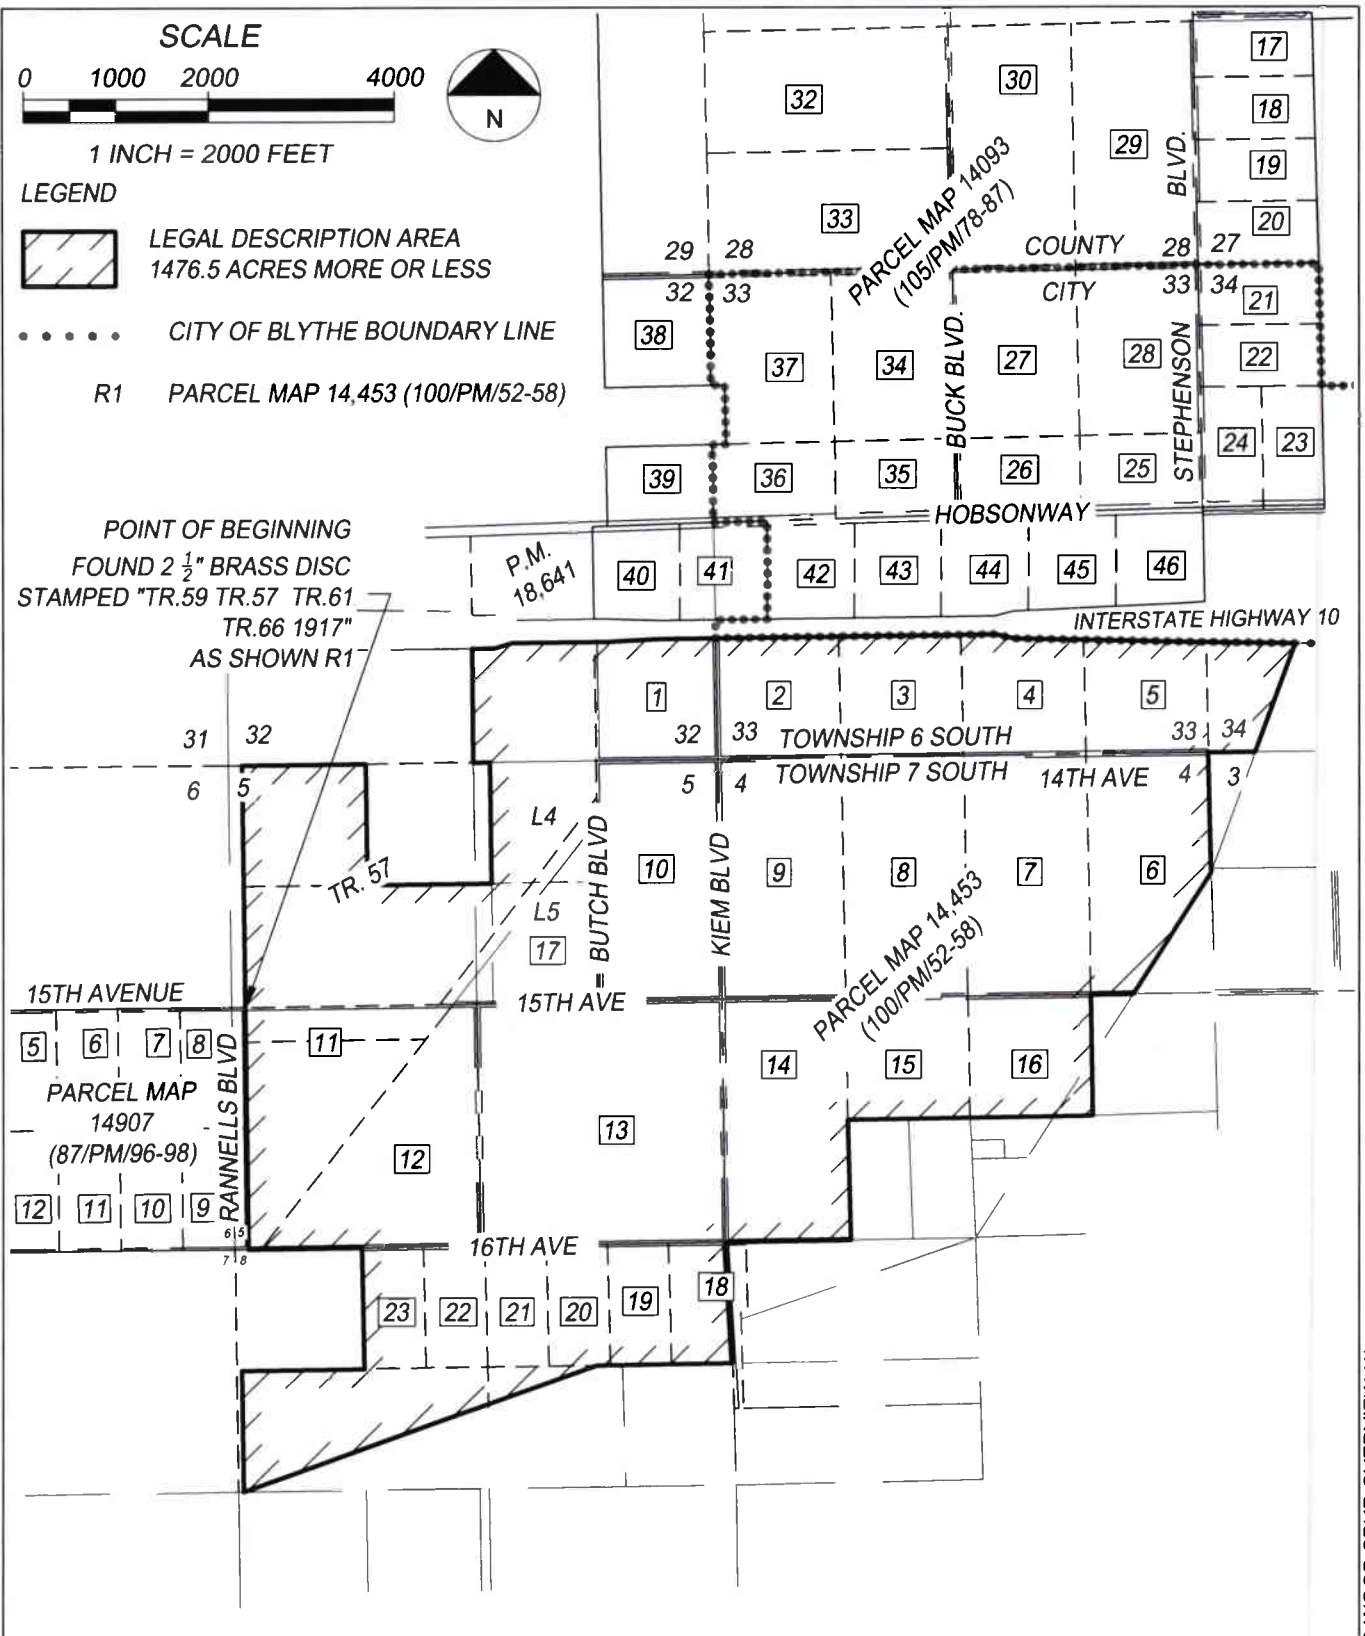 SCALE
0 1000 2000 4000
N
1 INCH = 2000 FEET
LEGEND
LEGAL DESCRIPTION AREA
1476.5 ACRES MORE OR LESS
CITY OF BLYTHE BOUNDARY LINE
R1 PARCEL MAP 14,453 (100/PM/52-58)
17
30
32
18
29
BLVD.
19
PARCEL MAP 14093
(105/PM/78-87)
33
20
29 28
COUNTY
28 27
32 33
CITY
33 34
21
38
37
34
BUCK BLVD.
27
28
STEPHENSON
22
39
36
35
26
25
24
23
HOBSONWAY
POINT OF BEGINNING
FOUND 2 1/2" BRASS DISC
STAMPED "TR.59 TR.57 TR.61
TR.66 1917"
AS SHOWN R1
P.M.
18,641
40
41
42
43
44
45
46
INTERSTATE HIGHWAY 10
1
2
3
4
5
31 32
32 33
TOWNSHIP 6 SOUTH
33 34
6 5
5 4
TOWNSHIP 7 SOUTH
14TH AVE
4 3
L4
BUTCH BLVD
10
KIEM BLVD
9
8
7
6
TR. 57
L5
17
PARCEL MAP 14,453
(100/PM/52-58)
15TH AVENUE
15TH AVE
5
6
7
8
RANNELLS BLVD
11
14
15
16
PARCEL MAP
14907
(87/PM/96-98)
13
12
12
11
10
9
6 5
7 8
16TH AVE
23
22
21
20
19
18